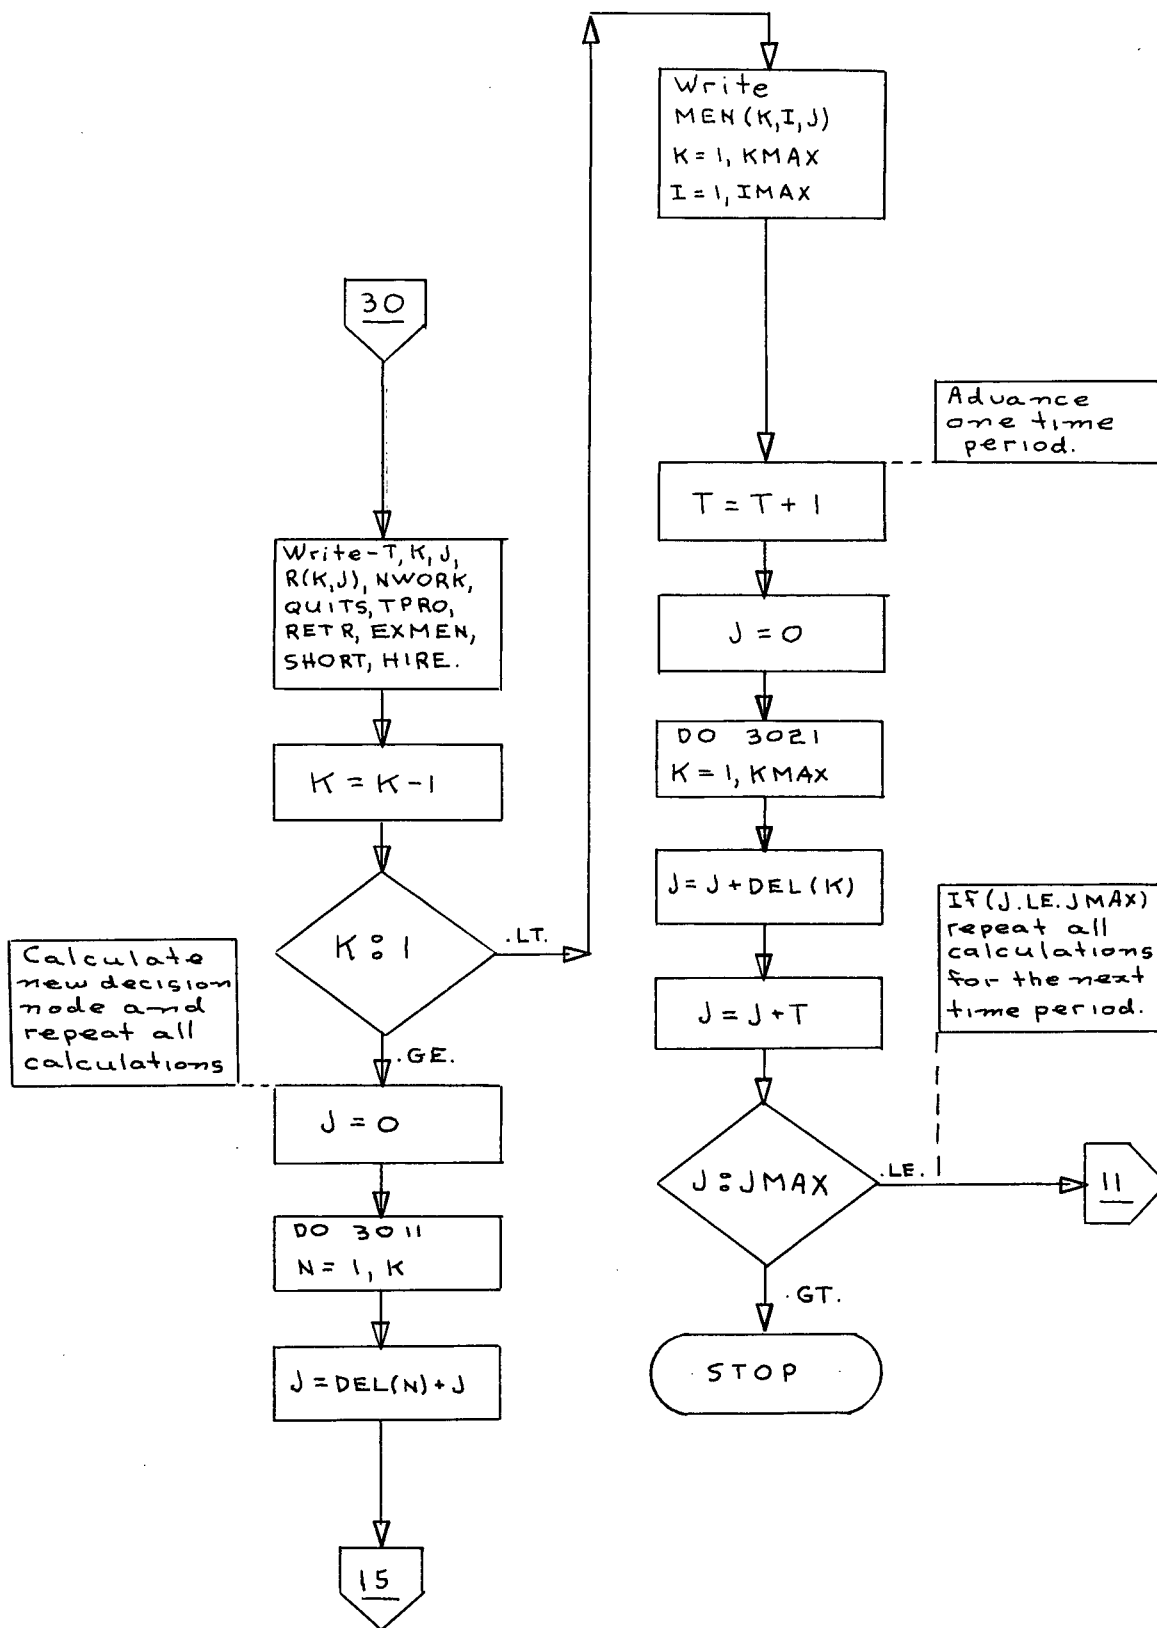 30
Write-T, K, J,
R(K,J), NWORK,
QUITS, TPRO,
RETR, EXMEN,
SHORT, HIRE.
K = K-1
K : 1
.LT.
.GE.
Calculate
new decision
node and
repeat all
calculations
J = 0
DO 3011
N = 1, K
J = DEL(N) + J
15
Write
MEN(K,I,J)
K = 1, KMAX
I = 1, IMAX
Advance
one time
period.
T = T + 1
J = 0
DO 3021
K = 1, KMAX
J = J + DEL(K)
If (J.LE.JMAX)
repeat all
calculations
for the next
time period.
J = J + T
J : JMAX
.LE.
11
.GT.
STOP